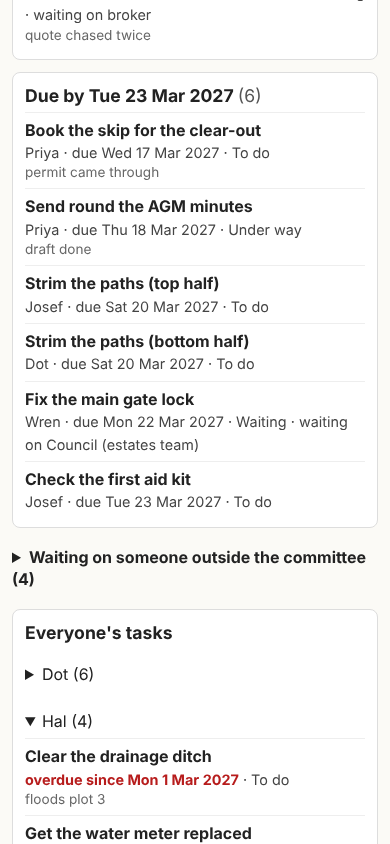 · waiting on broker
quote chased twice
Due by Tue 23 Mar 2027 (6)
Book the skip for the clear-out
Priya · due Wed 17 Mar 2027 · To do
permit came through
Send round the AGM minutes
Priya · due Thu 18 Mar 2027 · Under way
draft done
Strim the paths (top half)
Josef · due Sat 20 Mar 2027 · To do
Strim the paths (bottom half)
Dot · due Sat 20 Mar 2027 · To do
Fix the main gate lock
Wren · due Mon 22 Mar 2027 · Waiting · waiting
on Council (estates team)
Check the first aid kit
Josef · due Tue 23 Mar 2027 · To do
Waiting on someone outside the committee
(4)
Everyone's tasks
Dot (6)
Hal (4)
Clear the drainage ditch
overdue since Mon 1 Mar 2027 · To do
floods plot 3
Get the water meter replaced